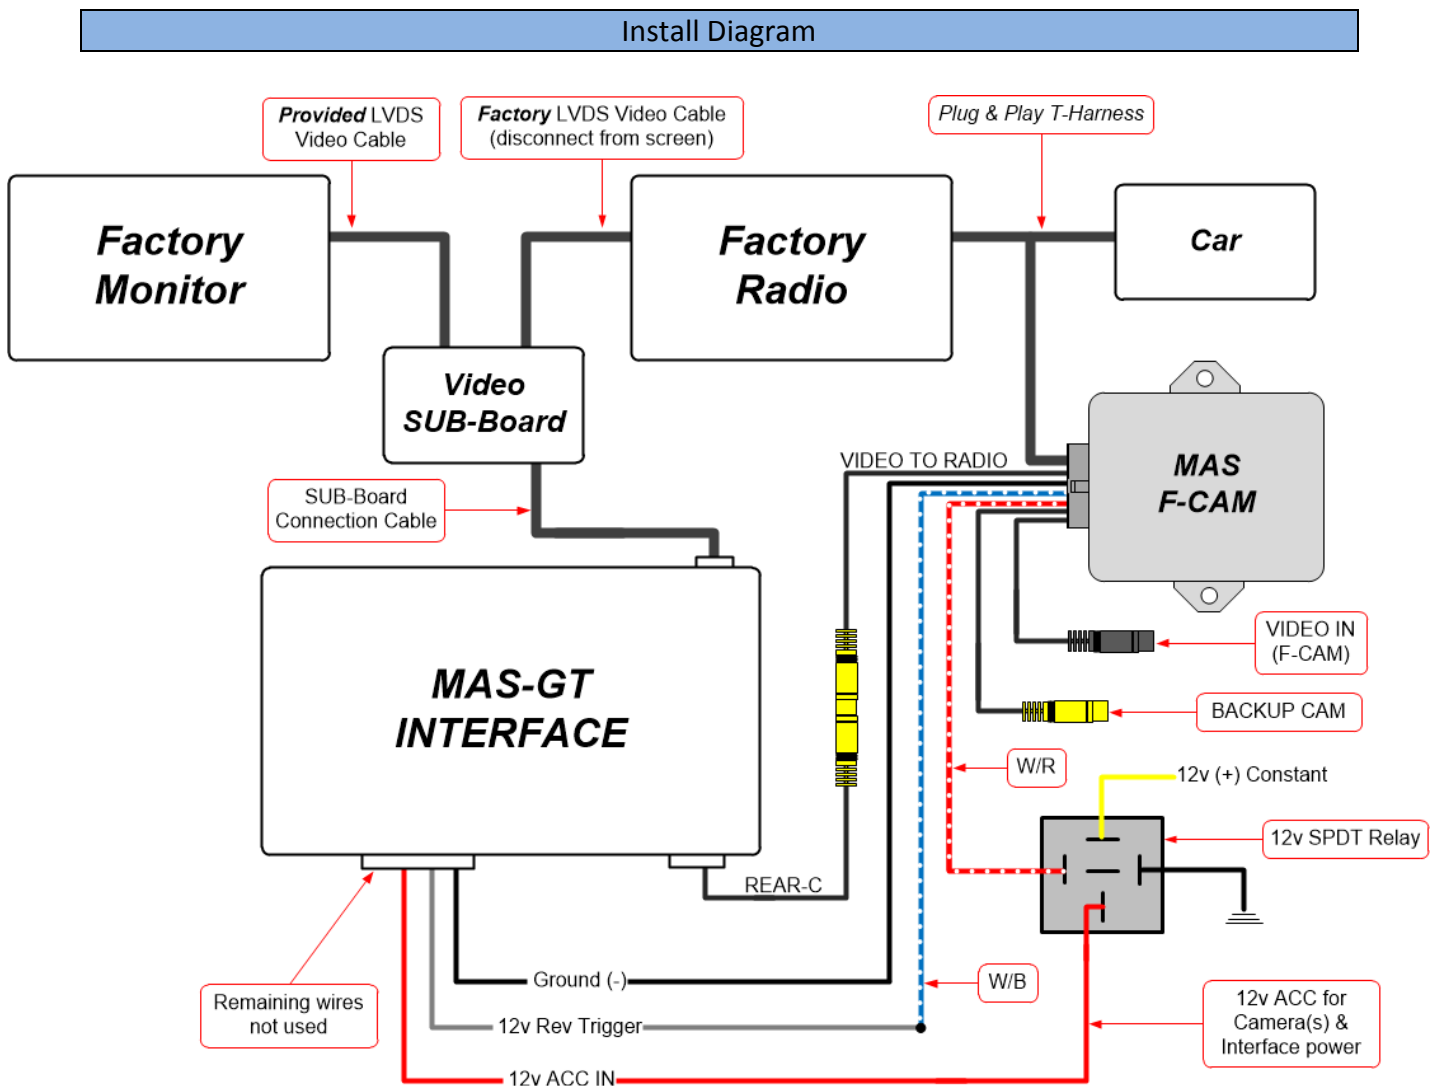 Install Diagram
Provided LVDS
Video Cable
Factory LVDS Video Cable
(disconnect from screen)
Plug & Play T-Harness
Factory
Monitor
Factory
Radio
Car
Video
SUB-Board
MAS
F-CAM
VIDEO TO RADIO
SUB-Board
Connection Cable
MAS-GT
INTERFACE
VIDEO IN
(F-CAM)
BACKUP CAM
W/R
12v (+) Constant
12v SPDT Relay
REAR-C
Ground (-)
W/B
Remaining wires
not used
12v Rev Trigger
12v ACC for
Camera(s) &
Interface power
12v ACC IN